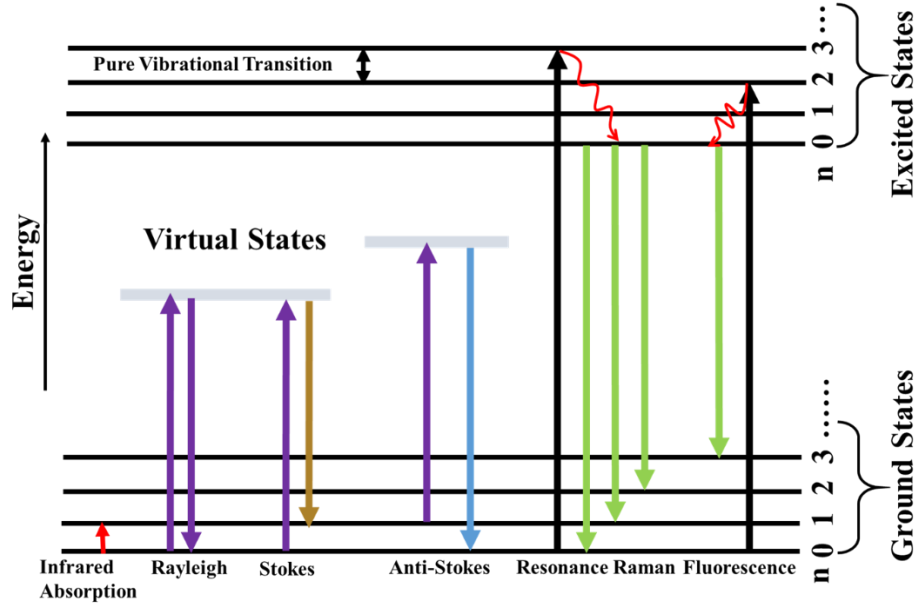 Pure Vibrational Transition
Energy
Virtual States
n 0 1 2 3 ...
Excited States
n 0 1 2 3 ......
Ground States
Infrared
Absorption
Rayleigh
Stokes
Anti-Stokes
Resonance Raman
Fluorescence